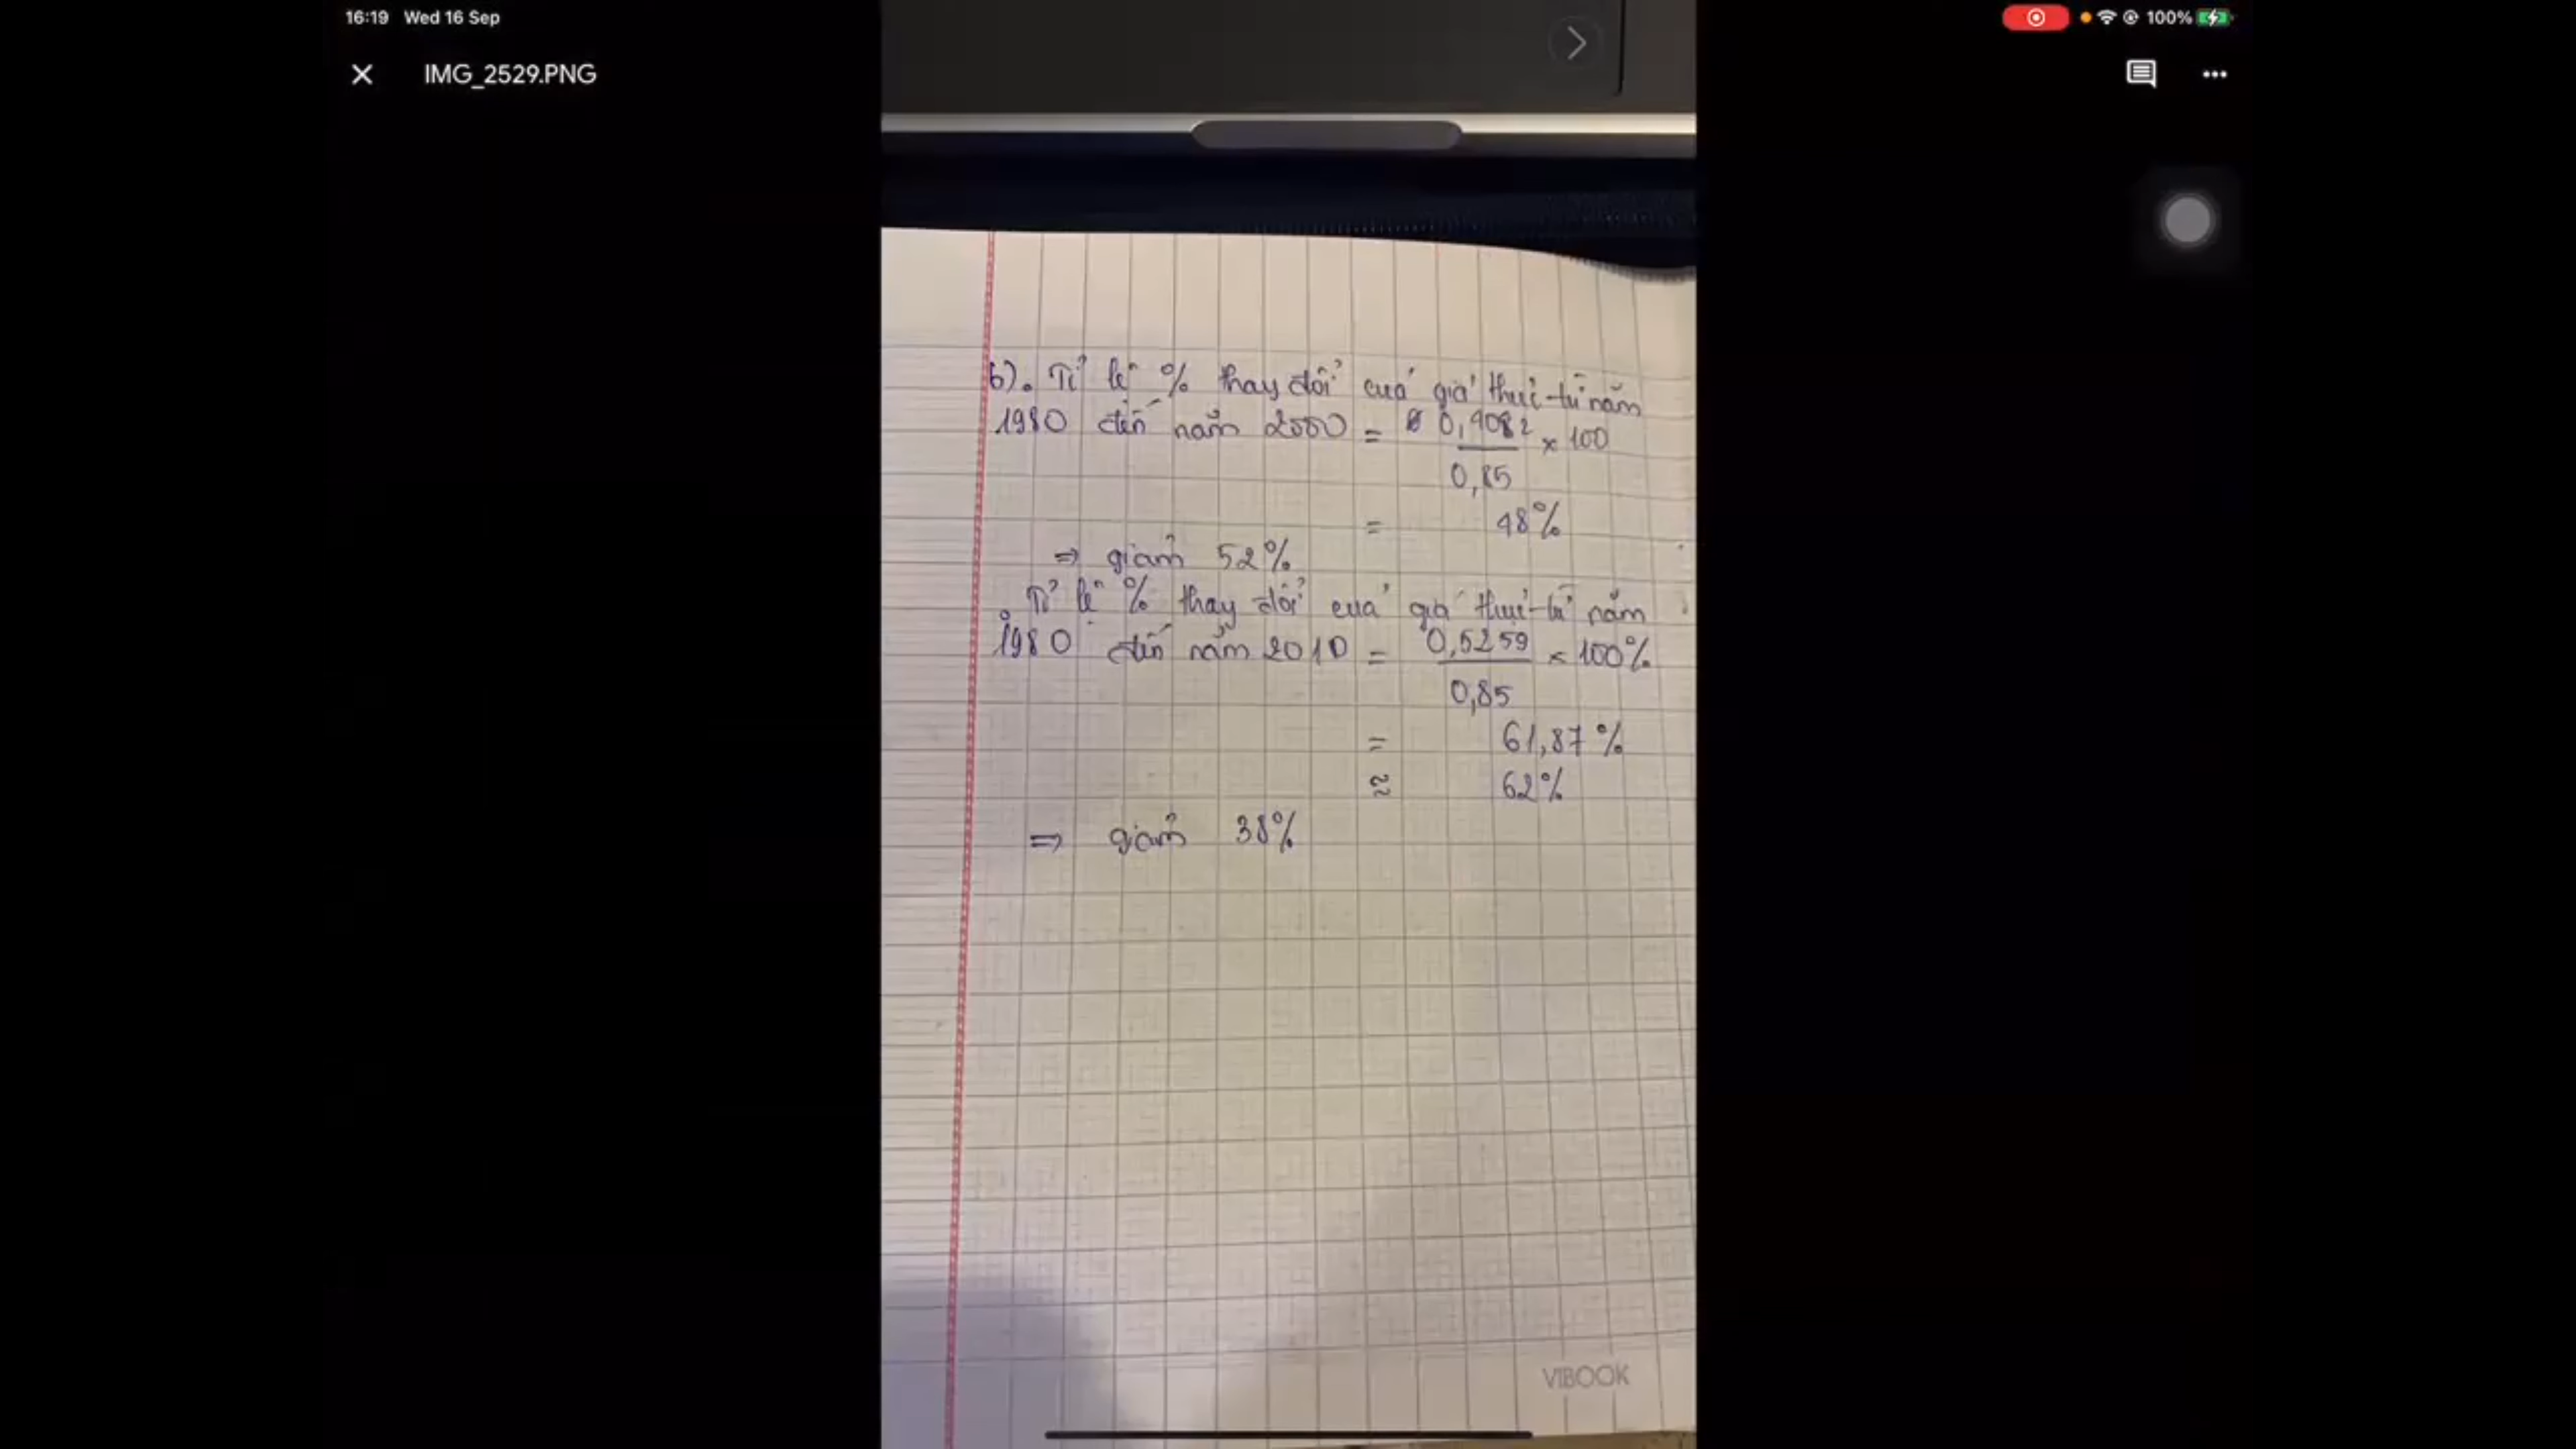 16:19 Wed 16 Sep
100%
IMG_2529.PNG
b). Tỉ lệ % thay đổi của giá thực từ năm
1980 đến năm 2000 = 0,4082 × 100
0,85
= 48%
⇒ giảm 52%
Tỉ lệ % thay đổi của giá thực từ năm
1980 đến năm 2010 = 0,5259 × 100%
0,85
= 61,87%
≈ 62%
⇒ giảm 38%
VIBOOK